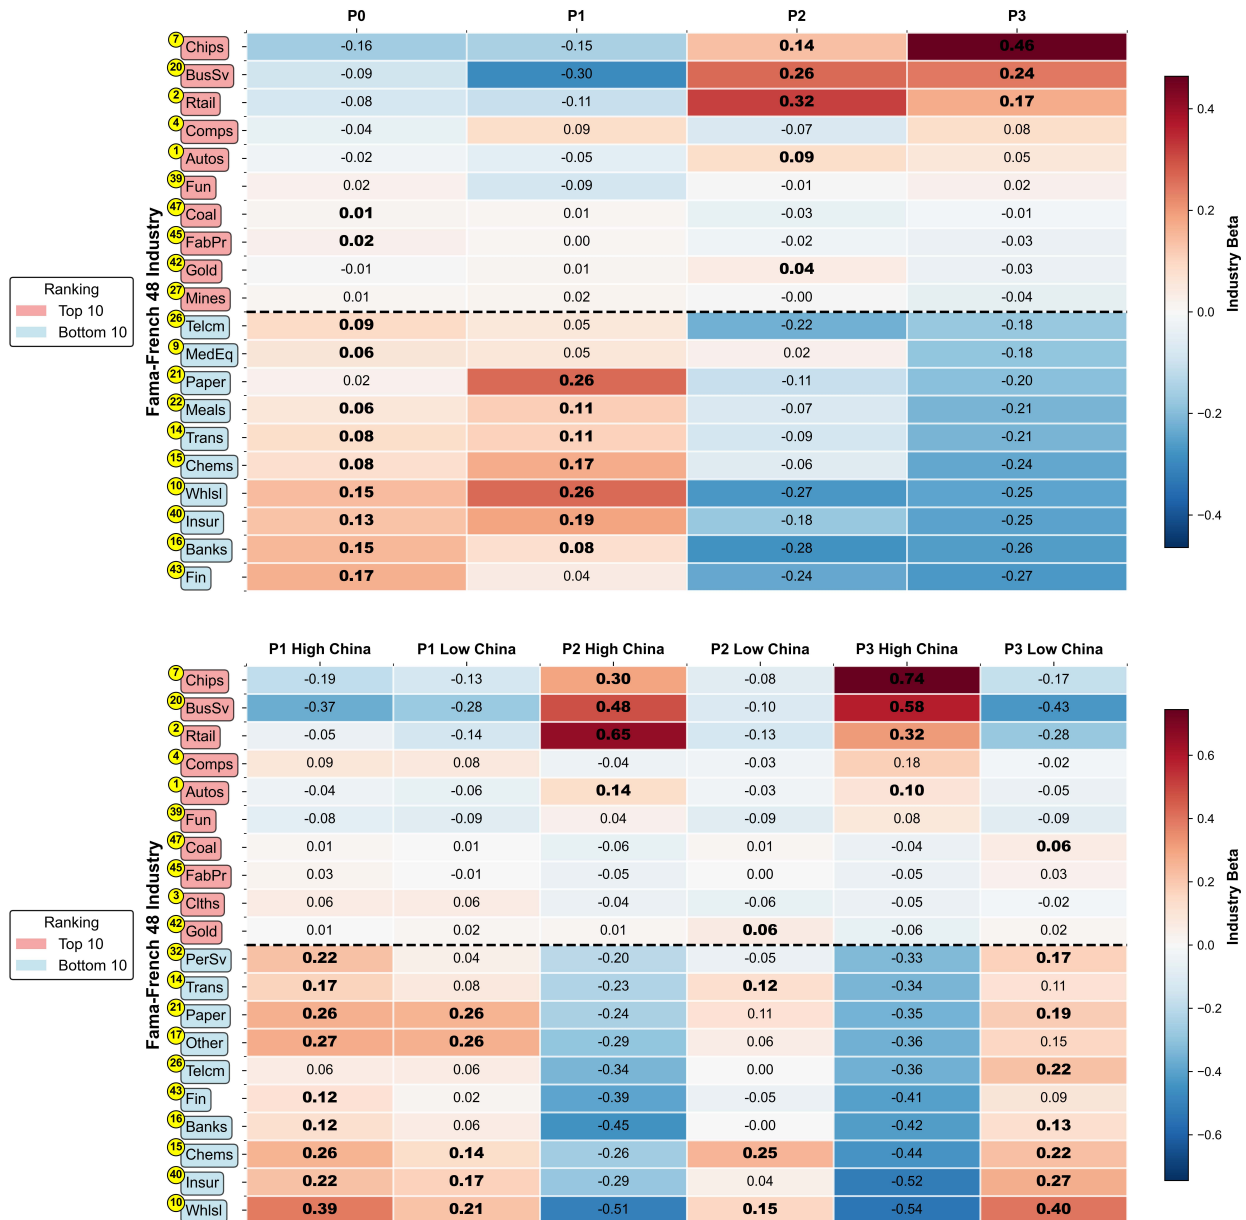 P0 P1 P2 P3
7 Chips -0.16 -0.15 0.14 0.46
20 BusSv -0.09 -0.30 0.26 0.24
2 Rtail -0.08 -0.11 0.32 0.17
4 Comps -0.04 0.09 -0.07 0.08
1 Autos -0.02 -0.05 0.09 0.05
39 Fun 0.02 -0.09 -0.01 0.02
47 Coal 0.01 0.01 -0.03 -0.01
45 FabPr 0.02 0.00 -0.02 -0.03
42 Gold -0.01 0.01 0.04 -0.03
27 Mines 0.01 0.02 -0.00 -0.04
26 Telcm 0.09 0.05 -0.22 -0.18
9 MedEq 0.06 0.05 0.02 -0.18
21 Paper 0.02 0.26 -0.11 -0.20
22 Meals 0.06 0.11 -0.07 -0.21
14 Trans 0.08 0.11 -0.09 -0.21
15 Chems 0.08 0.17 -0.06 -0.24
10 Whlsl 0.15 0.26 -0.27 -0.25
40 Insur 0.13 0.19 -0.18 -0.25
16 Banks 0.15 0.08 -0.28 -0.26
43 Fin 0.17 0.04 -0.24 -0.27
Fama-French 48 Industry
Ranking
Top 10
Bottom 10
0.4
0.2
0.0
−0.2
−0.4
Industry Beta
P1 High China P1 Low China P2 High China P2 Low China P3 High China P3 Low China
7 Chips -0.19 -0.13 0.30 -0.08 0.74 -0.17
20 BusSv -0.37 -0.28 0.48 -0.10 0.58 -0.43
2 Rtail -0.05 -0.14 0.65 -0.13 0.32 -0.28
4 Comps 0.09 0.08 -0.04 -0.03 0.18 -0.02
1 Autos -0.04 -0.06 0.14 -0.03 0.10 -0.05
39 Fun -0.08 -0.09 0.04 -0.09 0.08 -0.09
47 Coal 0.01 0.01 -0.06 0.01 -0.04 0.06
45 FabPr 0.03 -0.01 -0.05 0.00 -0.05 0.03
3 Clths 0.06 0.06 -0.04 -0.06 -0.05 -0.02
42 Gold 0.01 0.02 0.01 0.06 -0.06 0.02
32 PerSv 0.22 0.04 -0.20 -0.05 -0.33 0.17
14 Trans 0.17 0.08 -0.23 0.12 -0.34 0.11
21 Paper 0.26 0.26 -0.24 0.11 -0.35 0.19
17 Other 0.27 0.26 -0.29 0.06 -0.36 0.15
26 Telcm 0.06 0.06 -0.34 0.00 -0.36 0.22
43 Fin 0.12 0.02 -0.39 -0.05 -0.41 0.09
16 Banks 0.12 0.06 -0.45 -0.00 -0.42 0.13
15 Chems 0.26 0.14 -0.26 0.25 -0.44 0.22
40 Insur 0.22 0.17 -0.29 0.04 -0.52 0.27
10 Whlsl 0.39 0.21 -0.51 0.15 -0.54 0.40
Fama-French 48 Industry
Ranking
Top 10
Bottom 10
0.6
0.4
0.2
0.0
−0.2
−0.4
−0.6
Industry Beta